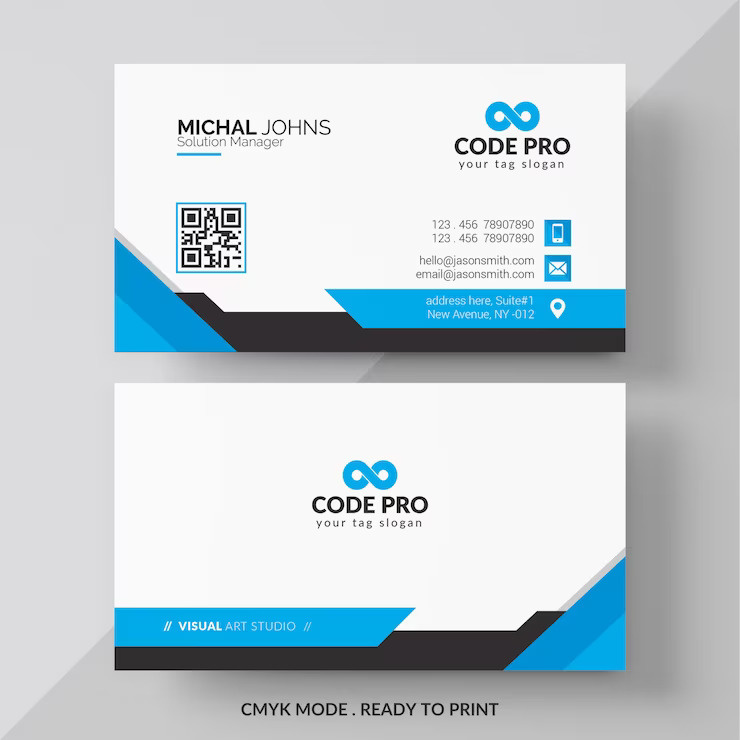 MICHAL JOHNS
Solution Manager
CODE PRO
your tag slogan
123 . 456 78907890
123 . 456 78907890
hello@jasonsmith.com
email@jasonsmith.com
address here, Suite#1
New Avenue, NY -012
CODE PRO
your tag slogan
// VISUAL ART STUDIO //
CMYK MODE . READY TO PRINT